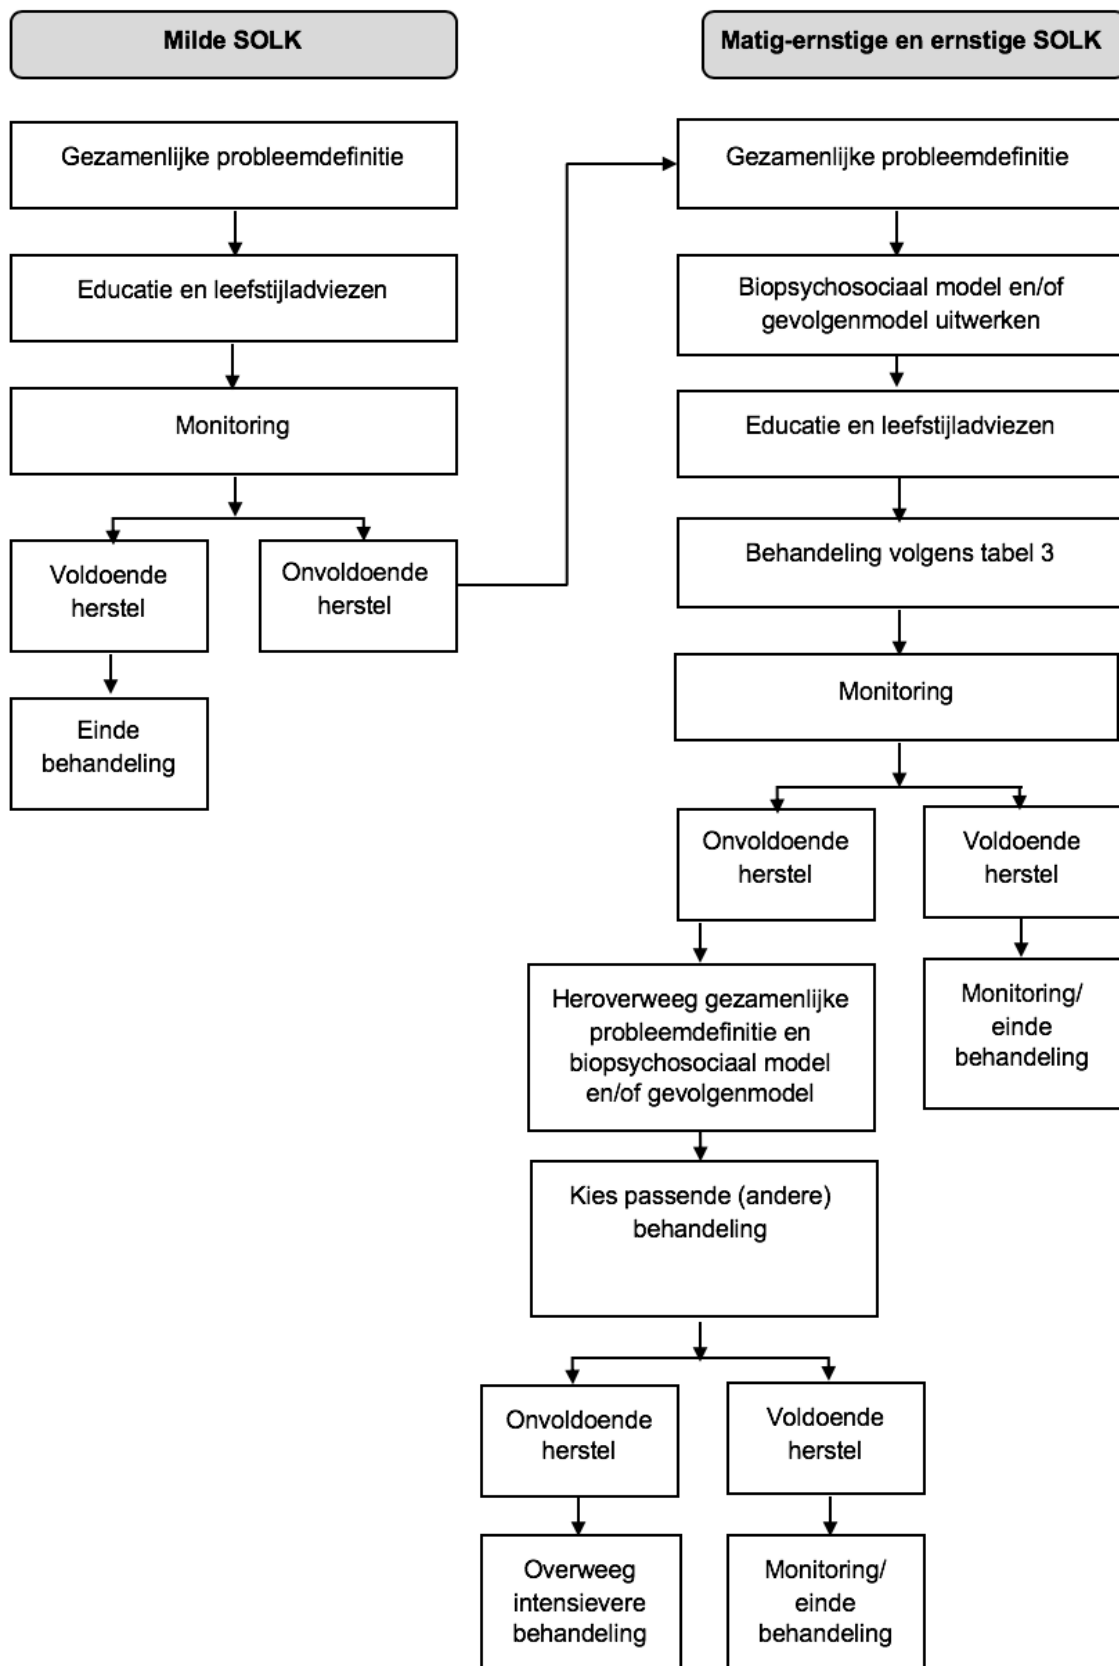 Milde SOLK
Gezamenlijke probleemdefinitie
Educatie en leefstijladviezen
Monitoring
Voldoende
herstel
Onvoldoende
herstel
Einde
behandeling
Matig-ernstige en ernstige SOLK
Gezamenlijke probleemdefinitie
Biopsychosociaal model en/of
gevolgenmodel uitwerken
Educatie en leefstijladviezen
Behandeling volgens tabel 3
Monitoring
Onvoldoende
herstel
Voldoende
herstel
Heroverweeg gezamenlijke
probleemdefinitie en
biopsychosociaal model
en/of gevolgenmodel
Monitoring/
einde
behandeling
Kies passende (andere)
behandeling
Onvoldoende
herstel
Voldoende
herstel
Overweeg
intensievere
behandeling
Monitoring/
einde
behandeling